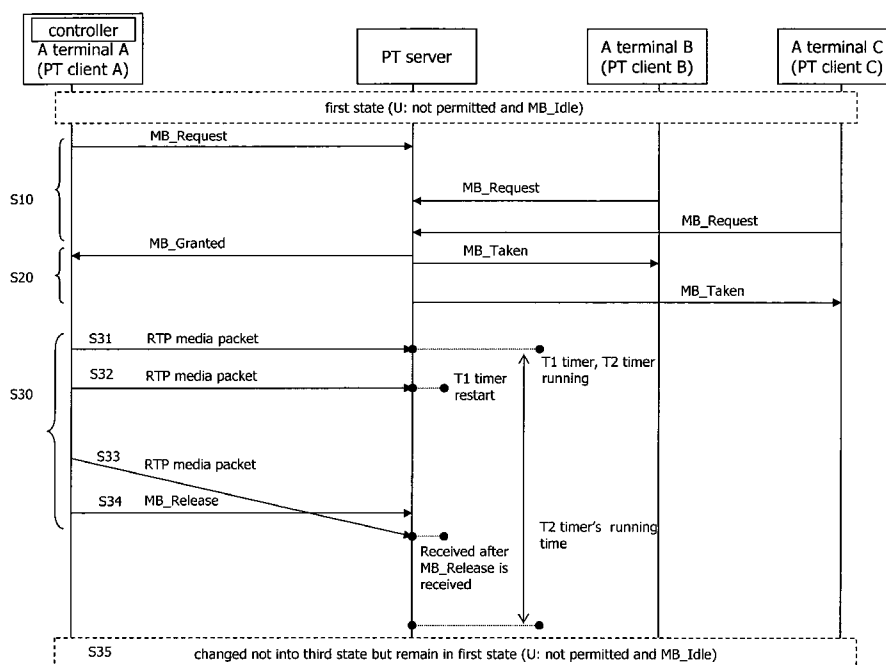 controller
A terminal A
(PT client A)
PT server
A terminal B
(PT client B)
A terminal C
(PT client C)
first state (U: not permitted and MB_Idle)
MB_Request
S10
MB_Request
MB_Request
MB_Granted
MB_Taken
S20
MB_Taken
S31
RTP media packet
T1 timer, T2 timer
running
S32
RTP media packet
T1 timer
restart
S30
S33
RTP media packet
S34
MB_Release
T2 timer's running
time
Received after
MB_Release is
received
S35
changed not into third state but remain in first state (U: not permitted and MB_Idle)